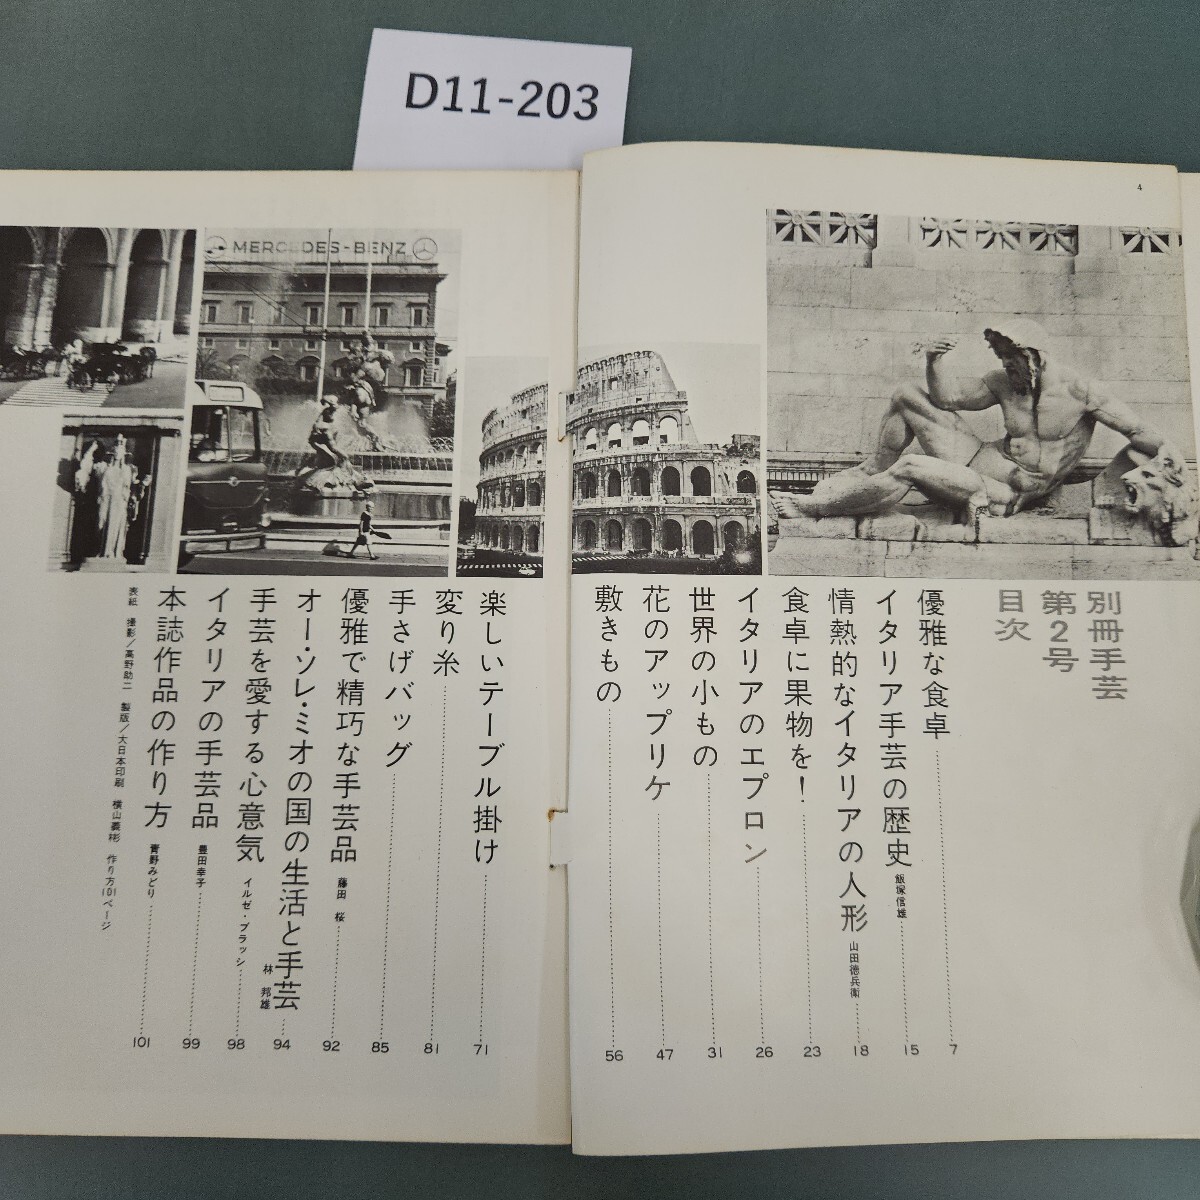 D11-203
4
別冊手芸
第2号
目次
優雅な食卓 7
イタリア手芸の歴史 飯塚信雄 15
情熱的なイタリアの人形 山田徳兵衛 18
食卓に果物を! 23
イタリアのエプロン 26
世界の小もの 31
花のアップリケ 47
敷きもの 56
MERCEDES-BENZ
楽しいテーブル掛け 71
変り糸 81
手さげバッグ 85
優雅で精巧な手芸品 藤田 桜 92
オー・ソレ・ミオの国の生活と手芸 林 邦雄 94
手芸を愛する心意気 イルゼ・ブラッシ 98
イタリアの手芸品 豊田幸子 99
本誌作品の作り方 青野みどり 101
表紙 撮影/高野助二 製版/大日本印刷 横山義彬 作り方101ページ